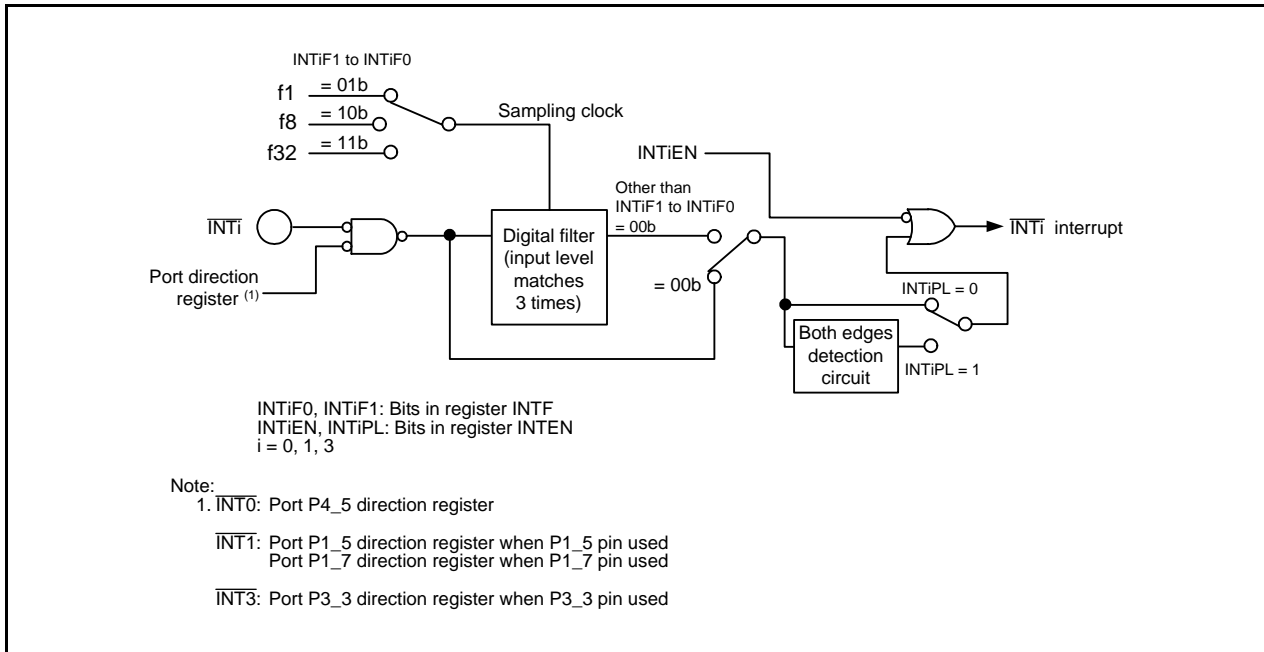 INTiF1 to INTiF0
f1
= 01b
f8
= 10b
f32
= 11b
Sampling clock
INTiEN
Other than
INTiF1 to INTiF0
= 00b
INTi
Digital filter
(input level
matches
3 times)
INTi interrupt
Port direction
register (1)
= 00b
INTiPL = 0
Both edges
detection
circuit
INTiPL = 1
INTiF0, INTiF1: Bits in register INTF
INTiEN, INTiPL: Bits in register INTEN
i = 0, 1, 3
Note:
1. INT0: Port P4_5 direction register
INT1: Port P1_5 direction register when P1_5 pin used
Port P1_7 direction register when P1_7 pin used
INT3: Port P3_3 direction register when P3_3 pin used